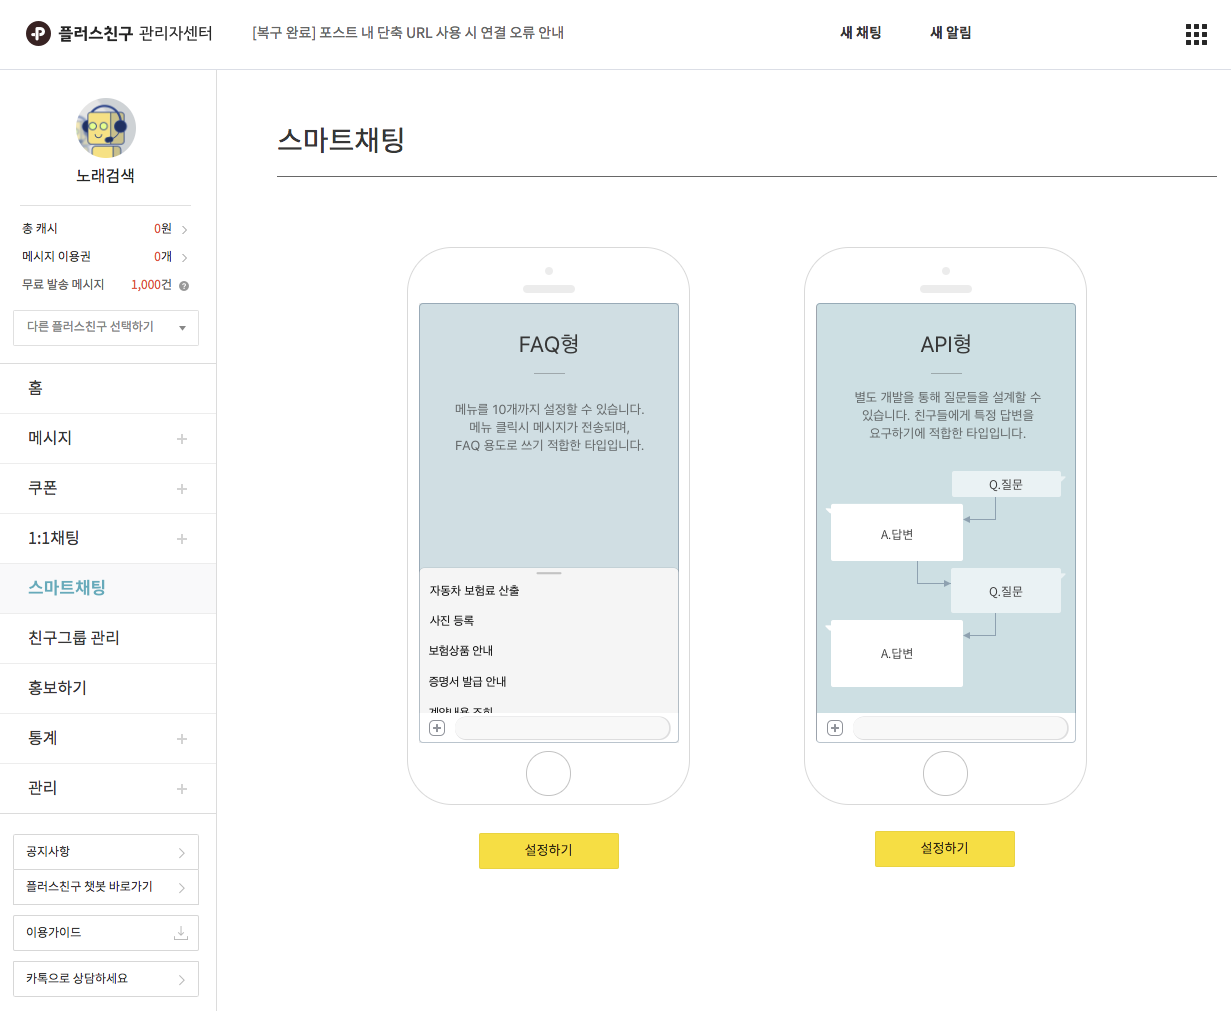 플러스친구 관리자센터
[복구 완료] 포스트 내 단축 URL 사용 시 연결 오류 안내
새 채팅
새 알림
노래검색
총 캐시 0원
메시지 이용권 0개
무료 발송 메시지 1,000건
다른 플러스친구 선택하기
홈
메시지
쿠폰
1:1채팅
스마트채팅
친구그룹 관리
홍보하기
통계
관리
공지사항
플러스친구 챗봇 바로가기
이용가이드
카톡으로 상담하세요
스마트채팅
FAQ형
메뉴를 10개까지 설정할 수 있습니다.
메뉴 클릭시 메시지가 전송되며,
FAQ 용도로 쓰기 적합한 타입입니다.
자동차 보험료 산출
사진 등록
보험상품 안내
증명서 발급 안내
계약내용 조회
설정하기
API형
별도 개발을 통해 질문들을 설계할 수
있습니다. 친구들에게 특정 답변을
요구하기에 적합한 타입입니다.
Q.질문
A.답변
Q.질문
A.답변
설정하기